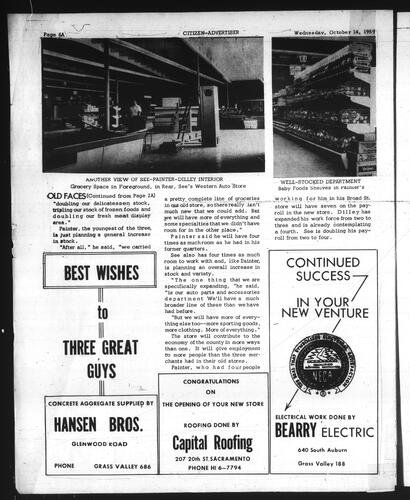 Page 6A
CITIZEN-ADVERTISER
Wednesday, October 14, 1959
ANOTHER VIEW OF SEE-PAINTER-DILLEY INTERIOR
Grocery Space in Foreground, in Rear, See's Western Auto Store
WELL-STOCKED DEPARTMENT
Baby Foods Shelves in Painter's
OLD FACES (Continued from Page 2A)
"doubling our delicatessen stock,
tripling our stock of frozen foods and
doubling our fresh meat display
area."
Painter, the youngest of the three,
is just planning a general increase
in stock.
"After all," he said, "we carried
a pretty complete line of groceries
in our old store, so there really isn't
much new that we could add. But
we will have more of everything and
some specialties that we didn't have
room for in the other place."
Painter said he will have four
times as much room as he had in his
former quarters.
See also has four times as much
room to work with and, like Painter,
is planning an overall increase in
stock and variety.
"The one thing that we are
specifically expanding," he said,
"is our auto parts and accessories
department. We'll have a much
broader line of these than we have
had before.
"But we will have more of every-
thing else too--more sporting goods,
more clothing. More of everything."
The store will contribute to the
economy of the county in more ways
than one. It will give employment
to more people than the three mer-
chants had in their old stores.
Painter, who had four people
working for him in his Broad St.
store will have seven on the pay-
roll in the new store. Dilley has
expanded his work force from two to
three and is already contemplating
a fourth. See is doubling his pay-
roll from two to four.
BEST WISHES
to
THREE GREAT
GUYS
CONCRETE AGGREGATE SUPPLIED BY
HANSEN BROS.
GLENWOOD ROAD
PHONE GRASS VALLEY 686
CONGRATULATIONS
ON
THE OPENING OF YOUR NEW STORE
ROOFING DONE BY
Capital Roofing
207 20th ST. SACRAMENTO
PHONE HI 6-7794
CONTINUED
SUCCESS
IN YOUR
NEW VENTURE
NECA
ELECTRICAL WORK DONE BY
BEARRY ELECTRIC
640 South Auburn
Grass Valley 188